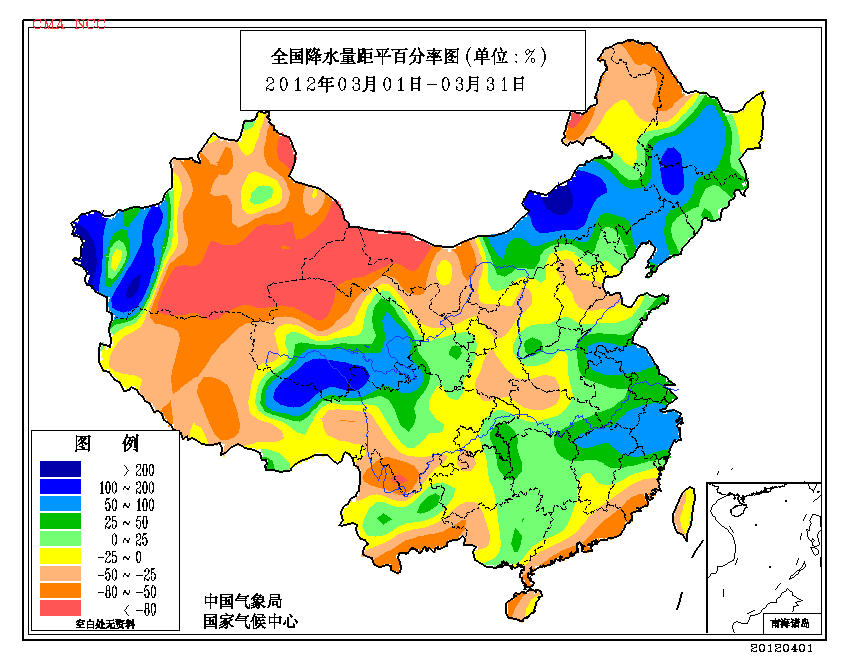 CMA NCC
全国降水量距平百分率图(单位:%)
2012年03月01日-03月31日
图 例
> 200
100 ~ 200
50 ~ 100
25 ~ 50
0 ~ 25
-25 ~ 0
-50 ~ -25
-80 ~ -50
< -80
空白处无资料
中国气象局
国家气候中心
南海诸岛
20120401